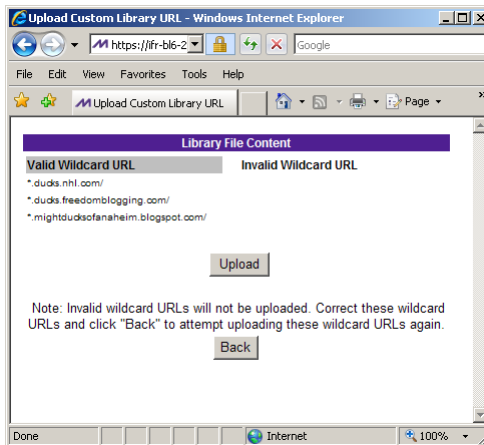 Upload Custom Library URL - Windows Internet Explorer
https://ifr-bl6-2
Google
File Edit View Favorites Tools Help
Upload Custom Library URL
Page
Library File Content
Valid Wildcard URL Invalid Wildcard URL
*.ducks.nhl.com/
*.ducks.freedomblogging.com/
*.mightducksofanaheim.blogspot.com/
Upload
Note: Invalid wildcard URLs will not be uploaded. Correct these wildcard
URLs and click "Back" to attempt uploading these wildcard URLs again.
Back
Done Internet 100%